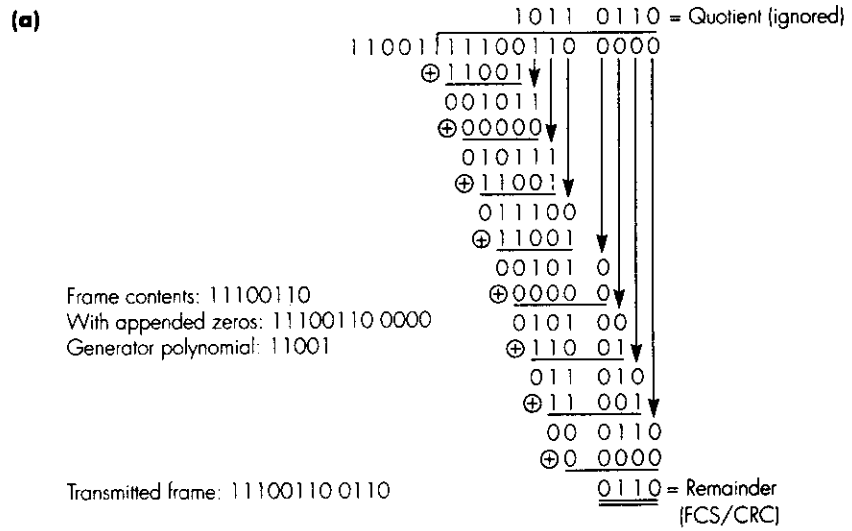 (a)
1011 0110 = Quotient (ignored)
11001 11100110 0000
⊕ 11001
001011
⊕ 00000
010111
⊕ 11001
011100
⊕ 11001
00101 0
⊕ 0000 0
0101 00
⊕ 110 01
011 010
⊕ 11 001
00 0110
⊕ 0 0000
0110 = Remainder
(FCS/CRC)
Frame contents: 11100110
With appended zeros: 11100110 0000
Generator polynomial: 11001
Transmitted frame: 11100110 0110